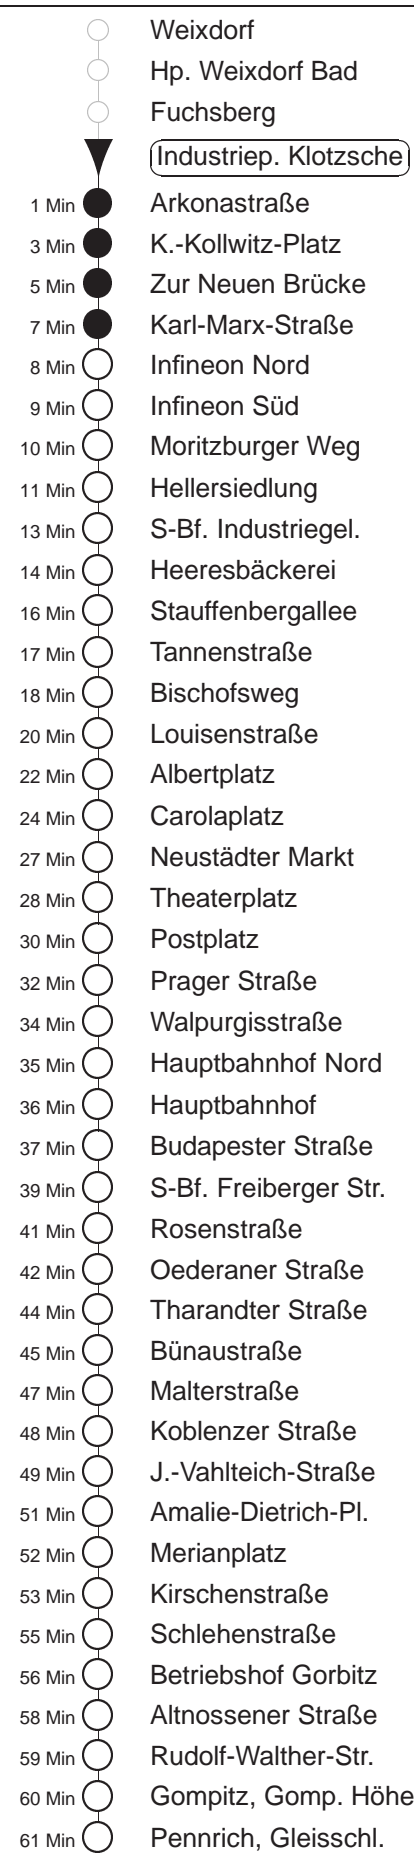 Weixdorf
Hp. Weixdorf Bad
Fuchsberg
Industriep. Klotzsche
1 Min Arkonastraße
3 Min K.-Kollwitz-Platz
5 Min Zur Neuen Brücke
7 Min Karl-Marx-Straße
8 Min Infineon Nord
9 Min Infineon Süd
10 Min Moritzburger Weg
11 Min Hellersiedlung
13 Min S-Bf. Industriegel.
14 Min Heeresbäckerei
16 Min Stauffenbergallee
17 Min Tannenstraße
18 Min Bischofsweg
20 Min Louisenstraße
22 Min Albertplatz
24 Min Carolaplatz
27 Min Neustädter Markt
28 Min Theaterplatz
30 Min Postplatz
32 Min Prager Straße
34 Min Walpurgisstraße
35 Min Hauptbahnhof Nord
36 Min Hauptbahnhof
37 Min Budapester Straße
39 Min S-Bf. Freiberger Str.
41 Min Rosenstraße
42 Min Oederaner Straße
44 Min Tharandter Straße
45 Min Bünaustraße
47 Min Malterstraße
48 Min Koblenzer Straße
49 Min J.-Vahlteich-Straße
51 Min Amalie-Dietrich-Pl.
52 Min Merianplatz
53 Min Kirschenstraße
55 Min Schlehenstraße
56 Min Betriebshof Gorbitz
58 Min Altnossener Straße
59 Min Rudolf-Walther-Str.
60 Min Gompitz, Gomp. Höhe
61 Min Pennrich, Gleisschl.